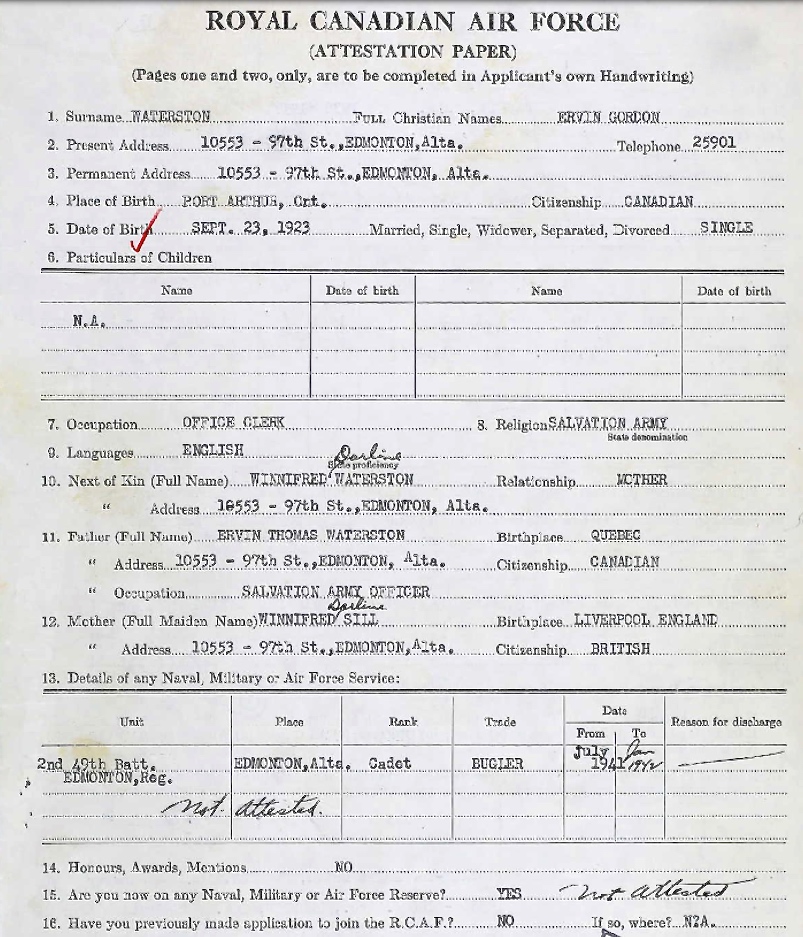 ROYAL CANADIAN AIR FORCE
(ATTESTATION PAPER)
(Pages one and two, only, are to be completed in Applicant's own Handwriting)
1. Surname WATERSTON Full Christian Names ERVIN GORDON
2. Present Address 10553 - 97th St., EDMONTON, Alta. Telephone 25901
3. Permanent Address 10553 - 97th St., EDMONTON, Alta.
4. Place of Birth PORT ARTHUR, Ont. Citizenship CANADIAN
5. Date of Birth SEPT. 23, 1923 Married, Single, Widower, Separated, Divorced SINGLE
6. Particulars of Children
Name Date of birth Name Date of birth
N.A.
7. Occupation OFFICE CLERK 8. Religion SALVATION ARMY
State denomination
9. Languages ENGLISH
State proficiency
Darline
10. Next of Kin (Full Name) WINNIFRED WATERSTON Relationship MOTHER
" Address 10553 - 97th St., EDMONTON, Alta.
11. Father (Full Name) ERVIN THOMAS WATERSTON Birthplace QUEBEC
" Address 10553 - 97th St., EDMONTON, Alta. Citizenship CANADIAN
" Occupation SALVATION ARMY OFFICER
Darline
12. Mother (Full Maiden Name) WINNIFRED SILL Birthplace LIVERPOOL ENGLAND
" Address 10553 - 97th St., EDMONTON, Alta. Citizenship BRITISH
13. Details of any Naval, Military or Air Force Service:
Unit Place Rank Trade Date Reason for discharge
From To
2nd 49th Batt. EDMONTON, Alta. Cadet BUGLER July 1941 Jan 1942
EDMONTON, Reg.
Not Attested.
14. Honours, Awards, Mentions NO
15. Are you now on any Naval, Military or Air Force Reserve? YES Not Attested
16. Have you previously made application to join the R.C.A.F.? NO If so, where? N.A.